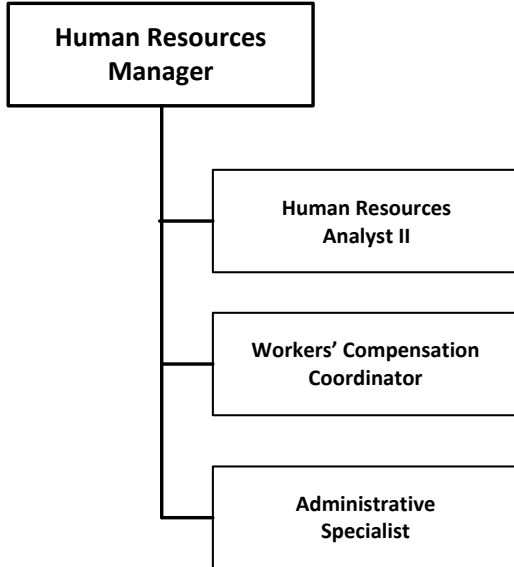 Human Resources
Manager
Human Resources
Analyst II
Workers’ Compensation
Coordinator
Administrative
Specialist